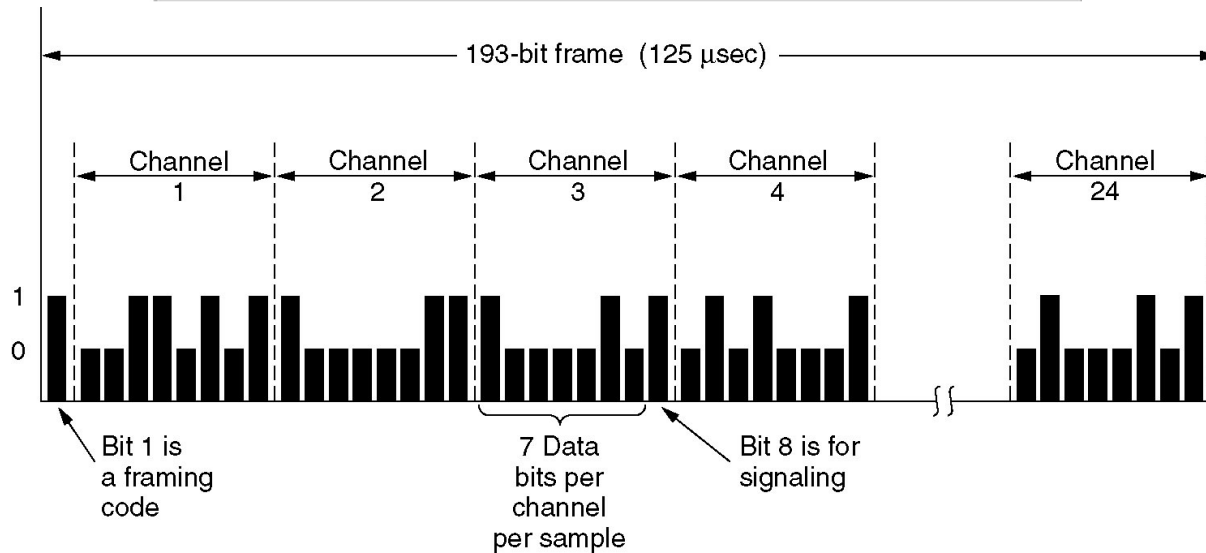 193-bit frame (125 μsec)
Channel
1
Channel
2
Channel
3
Channel
4
Channel
24
1
0
Bit 1 is
a framing
code
7 Data
bits per
channel
per sample
Bit 8 is for
signaling